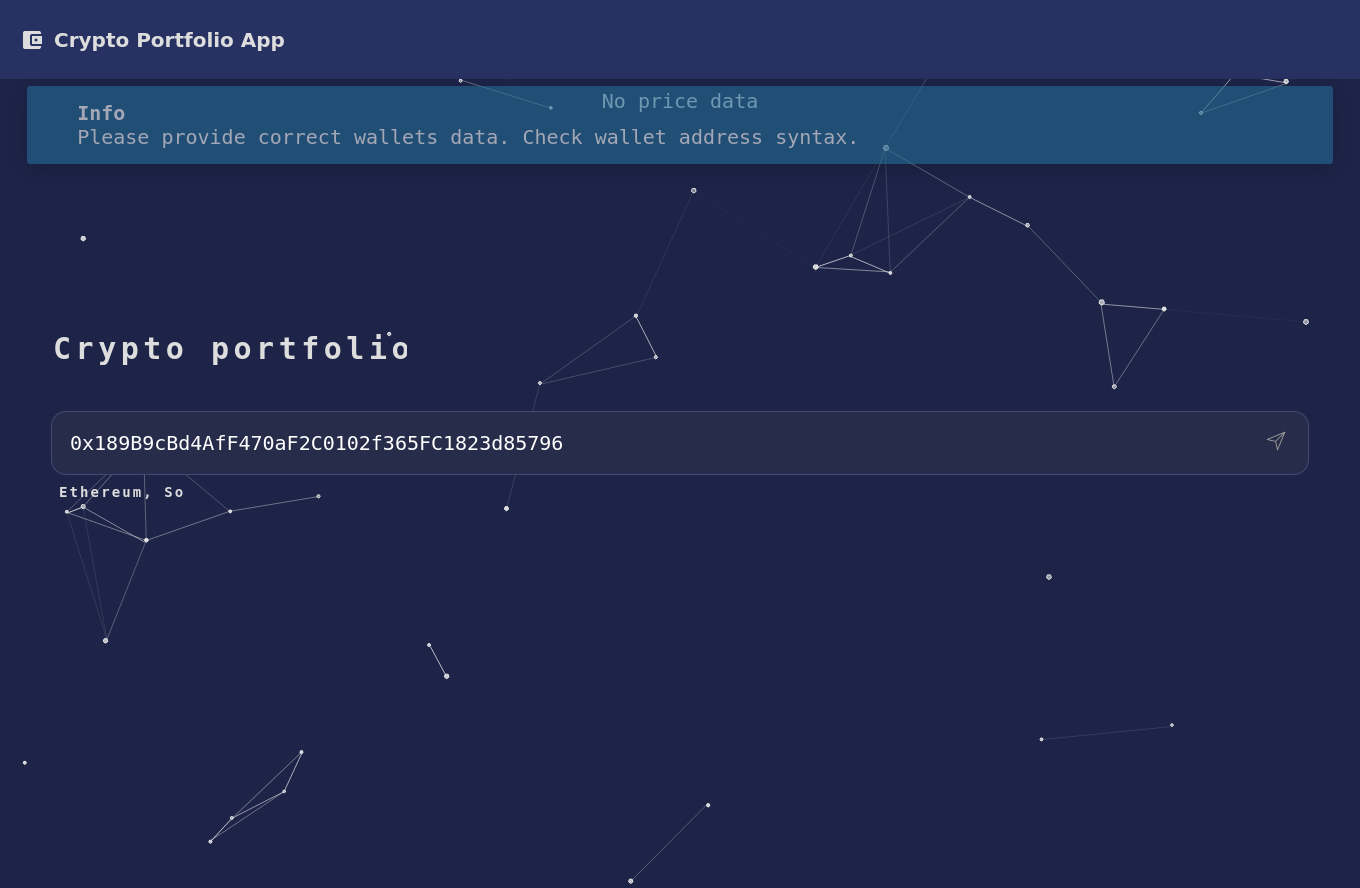 Crypto Portfolio App
No price data
Info
Please provide correct wallets data. Check wallet address syntax.
Crypto portfolio
0x189B9cBd4AfF470aF2C0102f365FC1823d85796
Ethereum, So